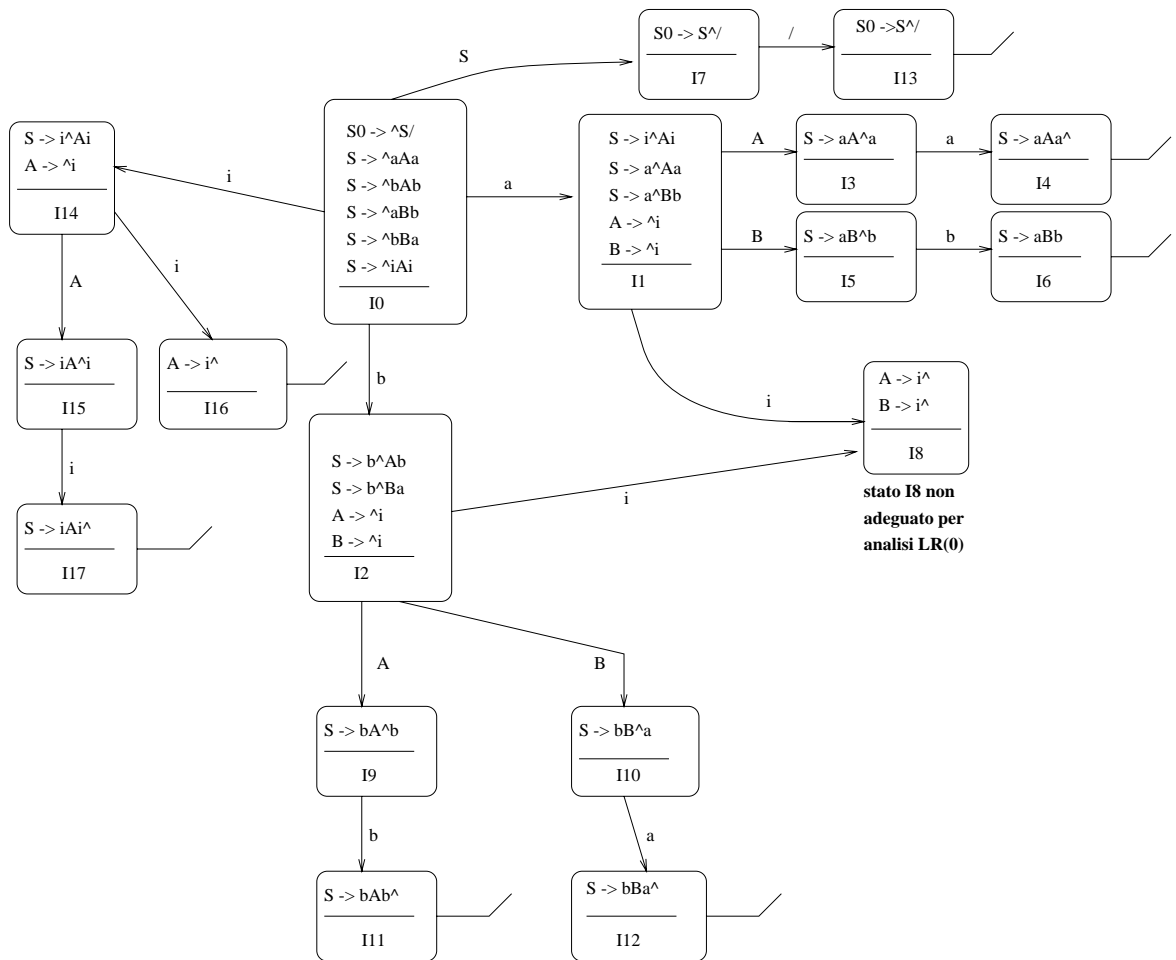 S
S0 -> S^/
I7
/
S0 ->S^/
I13
S -> i^Ai
A -> ^i
I14
i
S0 -> ^S/
S -> ^aAa
S -> ^bAb
S -> ^aBb
S -> ^bBa
S -> ^iAi
I0
a
S -> i^Ai
S -> a^Aa
S -> a^Bb
A -> ^i
B -> ^i
I1
A
S -> aA^a
I3
a
S -> aAa^
I4
B
S -> aB^b
I5
b
S -> aBb
I6
A
i
S -> iA^i
I15
A -> i^
I16
b
i
A -> i^
B -> i^
I8
stato I8 non
adeguato per
analisi LR(0)
i
S -> iAi^
I17
S -> b^Ab
S -> b^Ba
A -> ^i
B -> ^i
I2
i
A
B
S -> bA^b
I9
S -> bB^a
I10
b
a
S -> bAb^
I11
S -> bBa^
I12